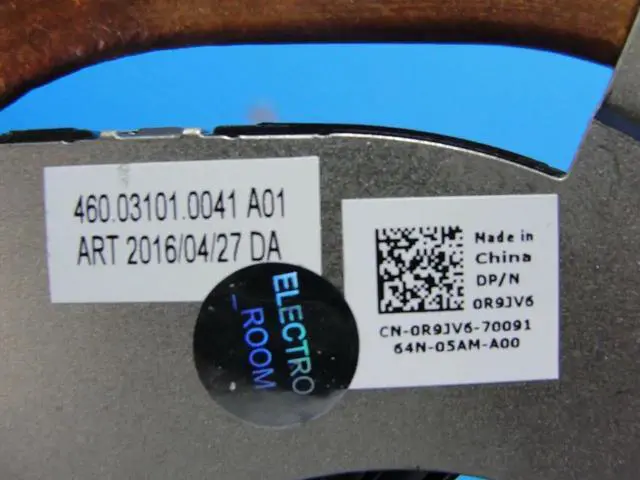 460.03101.0041 A01
ART 2016/04/27 DA
ELECTRO
_ROOM
Made in
China
DP/N
0R9JV6
CN-0R9JV6-70091
64N-05AM-A00